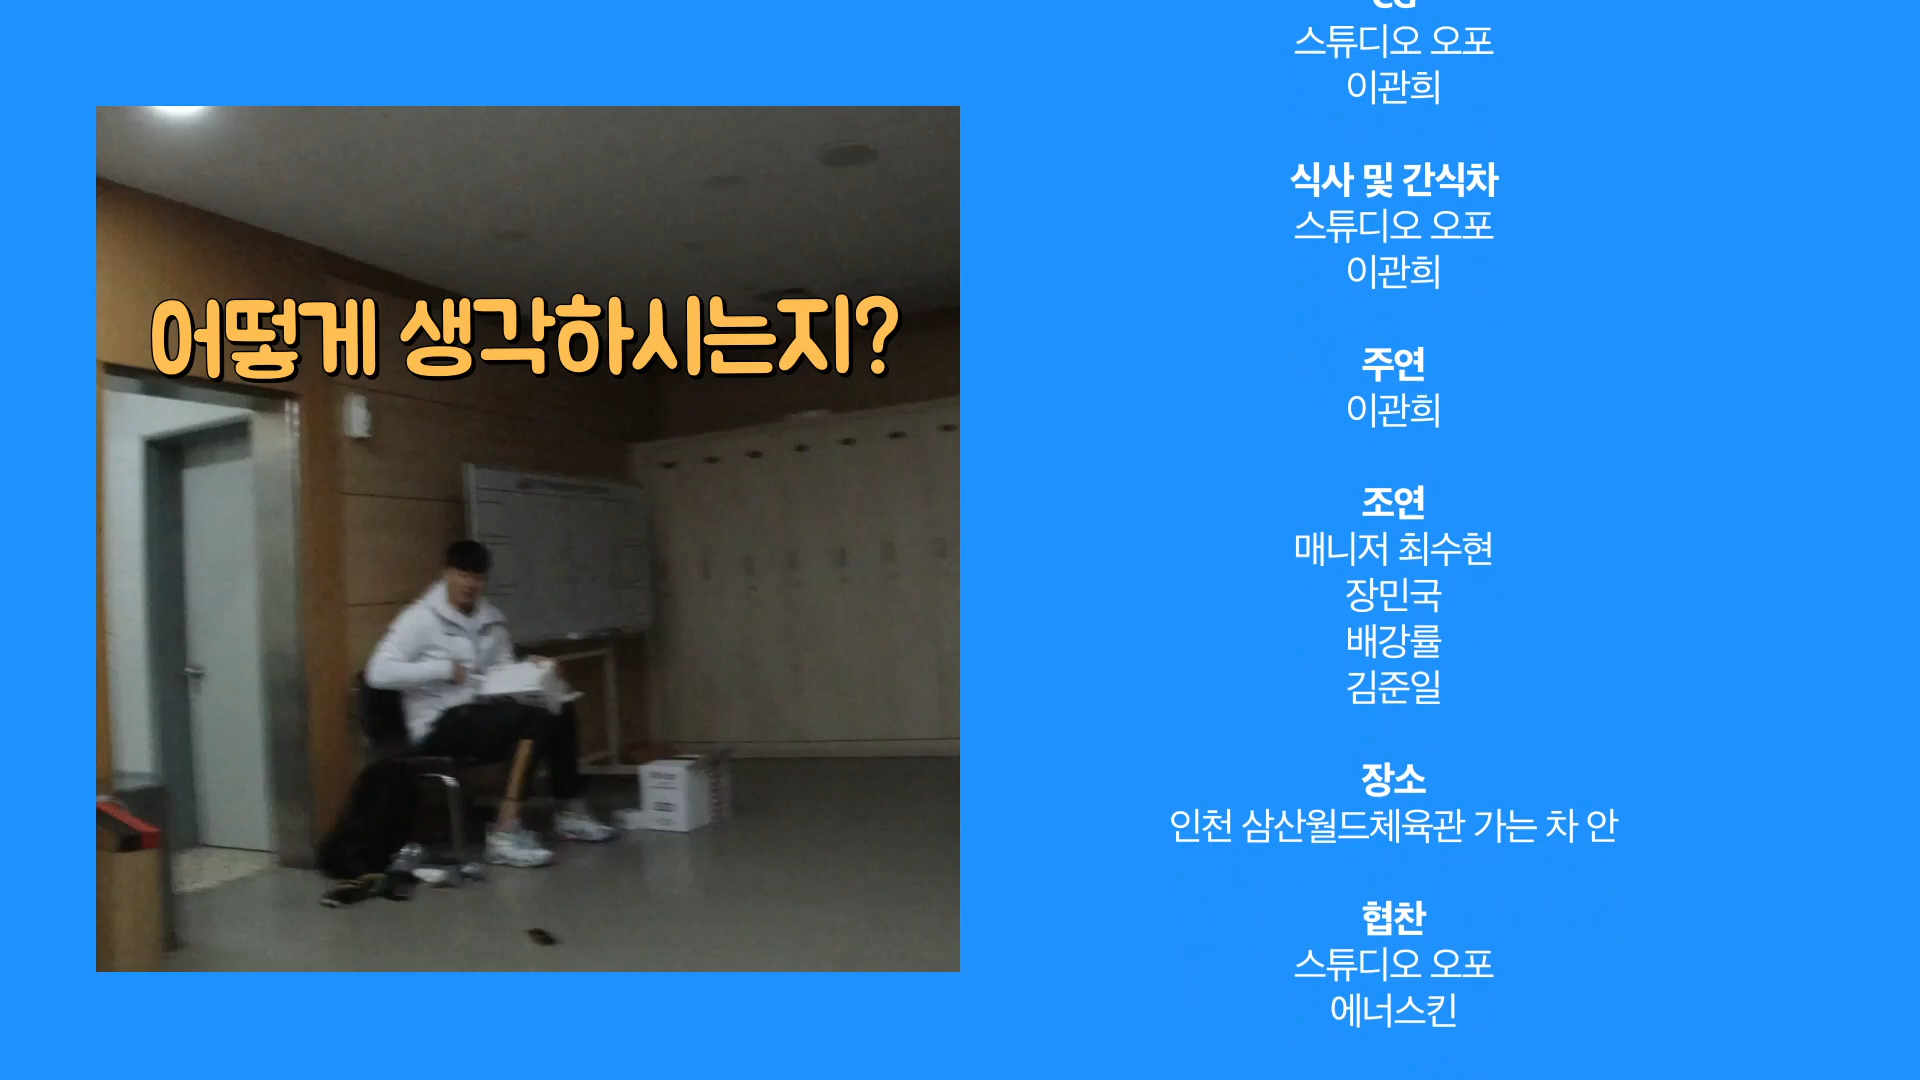 어떻게 생각하시는지?
CG
스튜디오 오포
이관희
식사 및 간식차
스튜디오 오포
이관희
주연
이관희
조연
매니저 최수현
장민국
배강률
김준일
장소
인천 삼산월드체육관 가는 차 안
협찬
스튜디오 오포
에너스킨